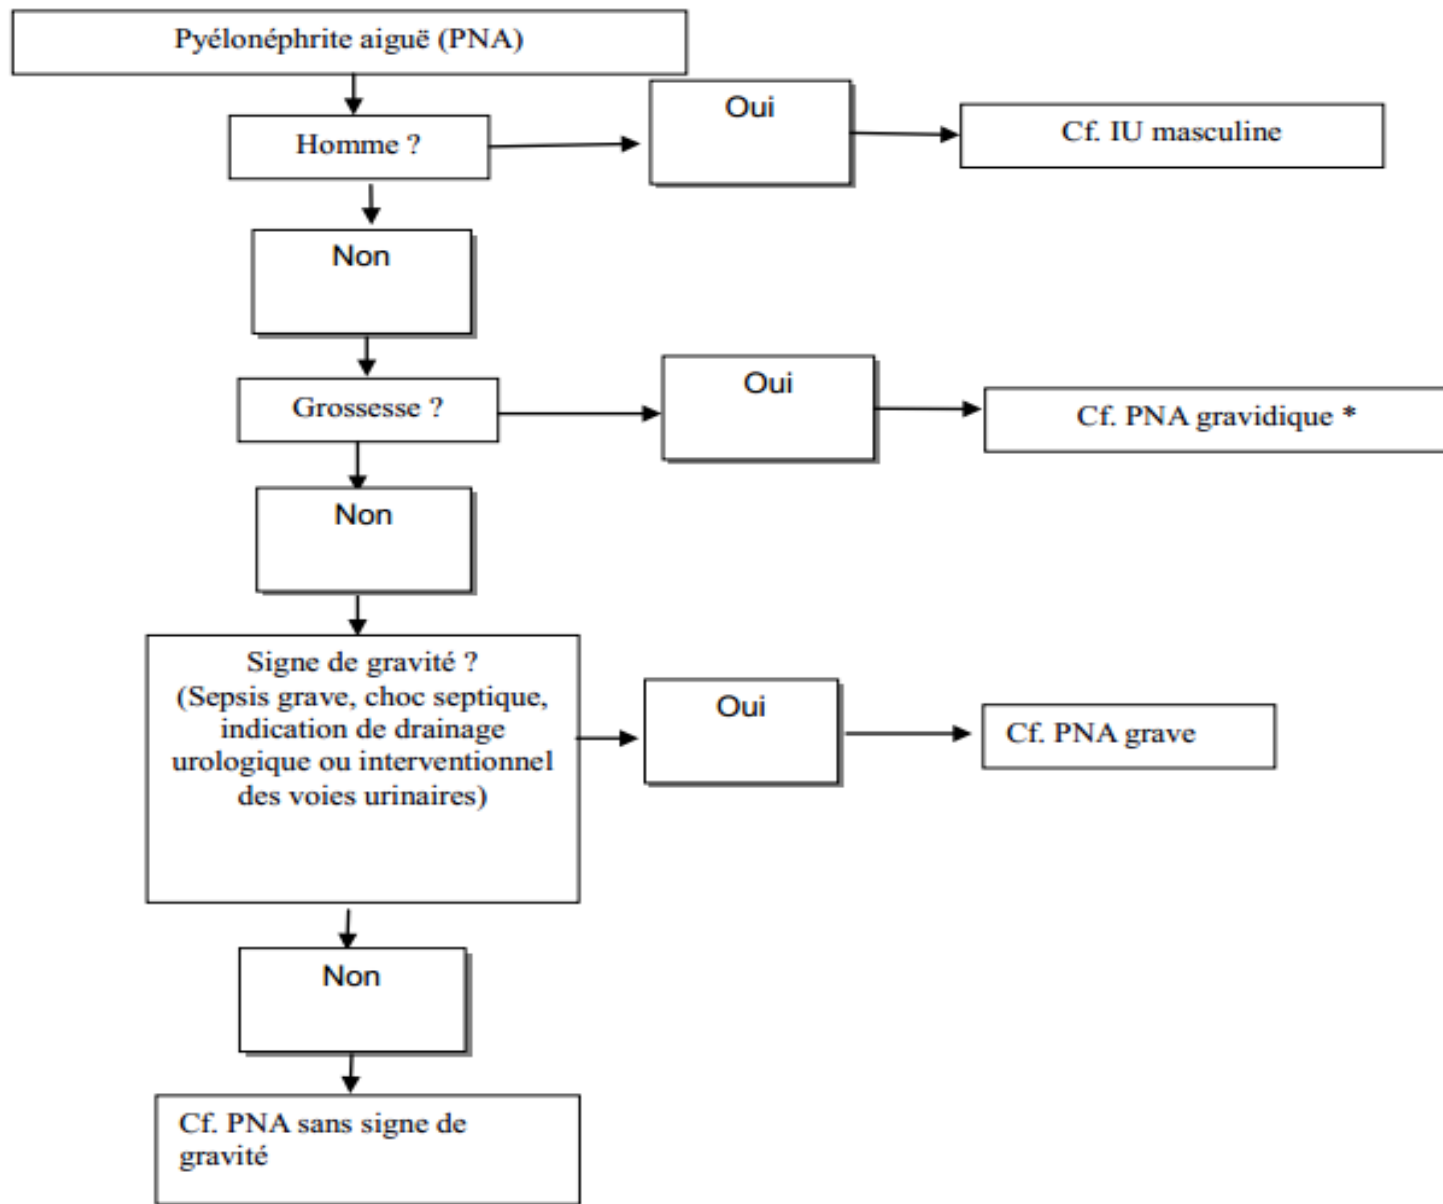 Pyélonéphrite aiguë (PNA)
Homme ?
Oui
Cf. IU masculine
Non
Grossesse ?
Oui
Cf. PNA gravidique *
Non
Signe de gravité ?
(Sepsis grave, choc septique,
indication de drainage
urologique ou interventionnel
des voies urinaires)
Oui
Cf. PNA grave
Non
Cf. PNA sans signe de
gravité